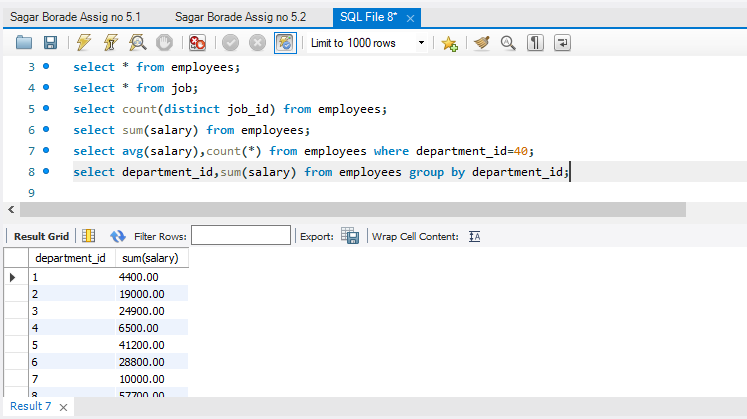 Sagar Borade Assig no 5.1 Sagar Borade Assig no 5.2 SQL File 8*
Limit to 1000 rows
3 select * from employees;
4 select * from job;
5 select count(distinct job_id) from employees;
6 select sum(salary) from employees;
7 select avg(salary),count(*) from employees where department_id=40;
8 select department_id,sum(salary) from employees group by department_id;
9
Result Grid Filter Rows: Export: Wrap Cell Content:
department_id sum(salary)
1 4400.00
2 19000.00
3 24900.00
4 6500.00
5 41200.00
6 28800.00
7 10000.00
8 57700.00
Result 7